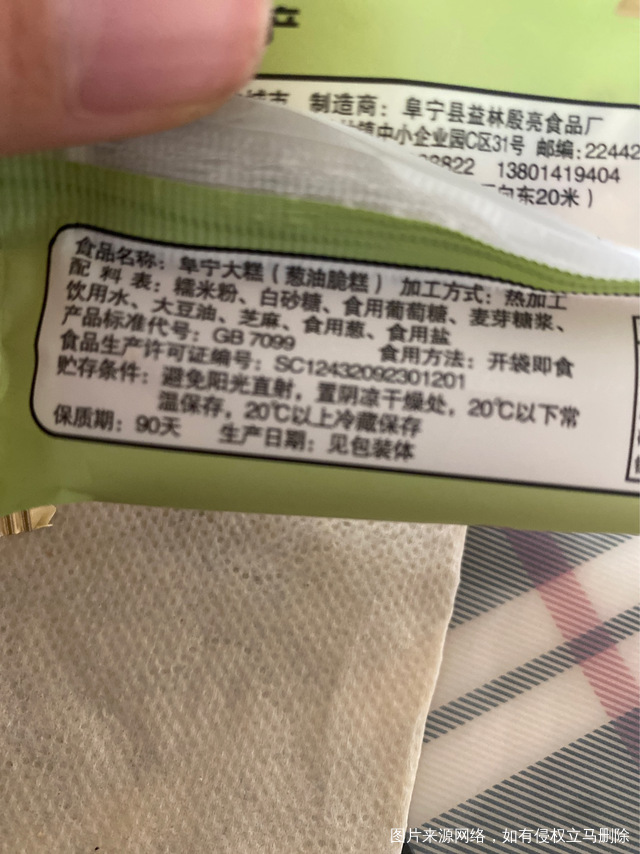 产
城市 制造商：阜宁县益林殷亮食品厂
镇中小企业园C区31号 邮编：22442
8822 13801419404
向东20米）
食品名称：阜宁大糕（葱油脆糕） 加工方式：热加工
配 料 表：糯米粉、白砂糖、食用葡萄糖、麦芽糖浆、
饮用水、大豆油、芝麻、食用葱、食用盐
产品标准代号：GB 7099 食用方法：开袋即食
食品生产许可证编号：SC12432092301201
贮存条件：避免阳光直射，置阴凉干燥处，20℃以下常
温保存，20℃以上冷藏保存
保质期：90天 生产日期：见包装体
图片来源网络，如有侵权立马删除